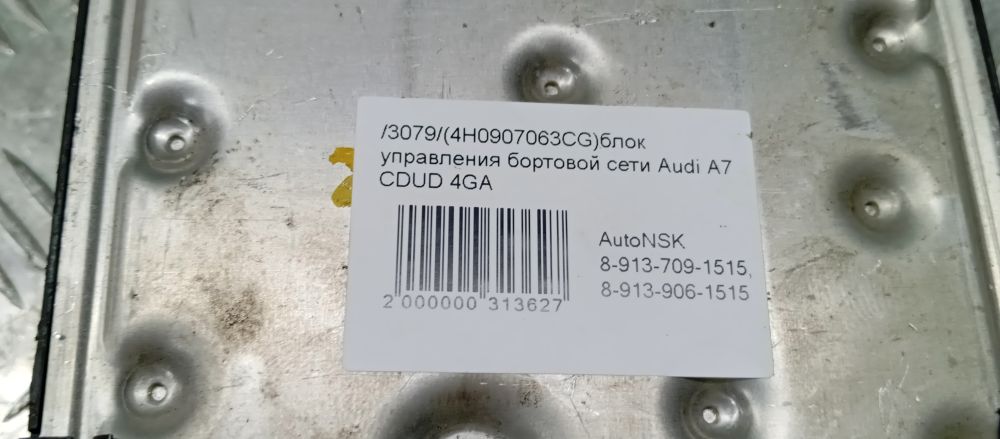 /3079/(4H0907063CG)блок
управления бортовой сети Audi A7
CDUD 4GA
AutoNSK
8-913-709-1515,
8-913-906-1515
2 000000 313627